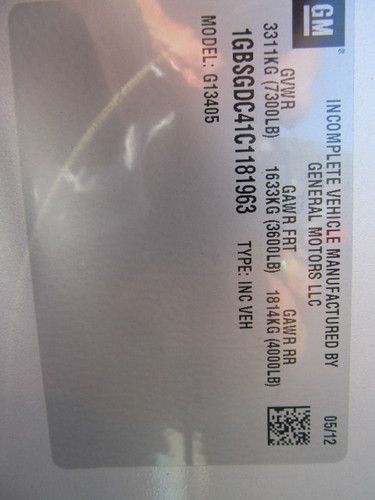 GM ®
INCOMPLETE VEHICLE MANUFACTURED BY
GENERAL MOTORS LLC
05/12
GVWR GAWR FRT GAWR RR
3311KG (7300LB) 1633KG (3600LB) 1814KG (4000LB)
1GBSGDC41C1181963 TYPE: INC VEH
MODEL: G13405